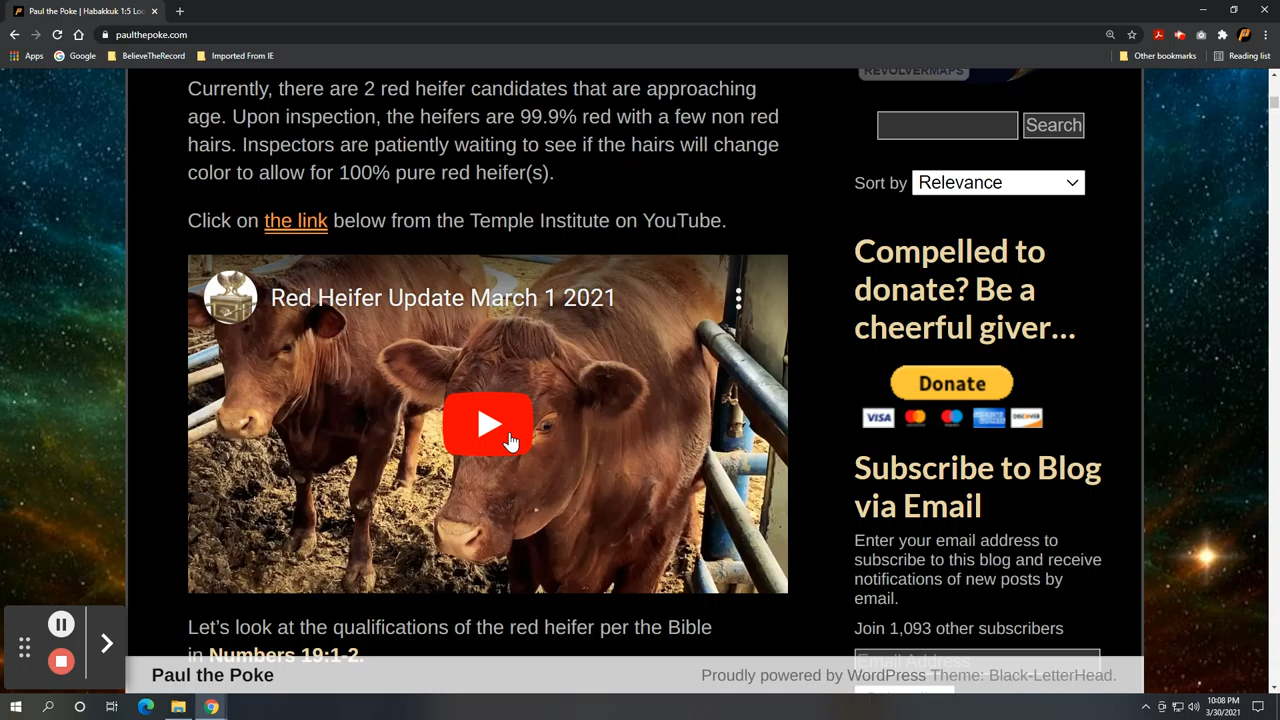 Paul the Poke | Habakkuk 1:5 Loo
paulthepoke.com
Apps
Google
BelieveTheRecord
Imported From IE
Other bookmarks
Reading list
Currently, there are 2 red heifer candidates that are approaching
age. Upon inspection, the heifers are 99.9% red with a few non red
hairs. Inspectors are patiently waiting to see if the hairs will change
color to allow for 100% pure red heifer(s).
Click on the link below from the Temple Institute on YouTube.
Red Heifer Update March 1 2021
Let’s look at the qualifications of the red heifer per the Bible
in Numbers 19:1-2.
REVOLVERMAPS
Search
Sort by Relevance
Compelled to
donate? Be a
cheerful giver…
Donate
VISA
DISCOVER
Subscribe to Blog
via Email
Enter your email address to
subscribe to this blog and receive
notifications of new posts by
email.
Join 1,093 other subscribers
Email Address
Paul the Poke
Proudly powered by WordPress Theme: Black-LetterHead.
10:08 PM
3/30/2021